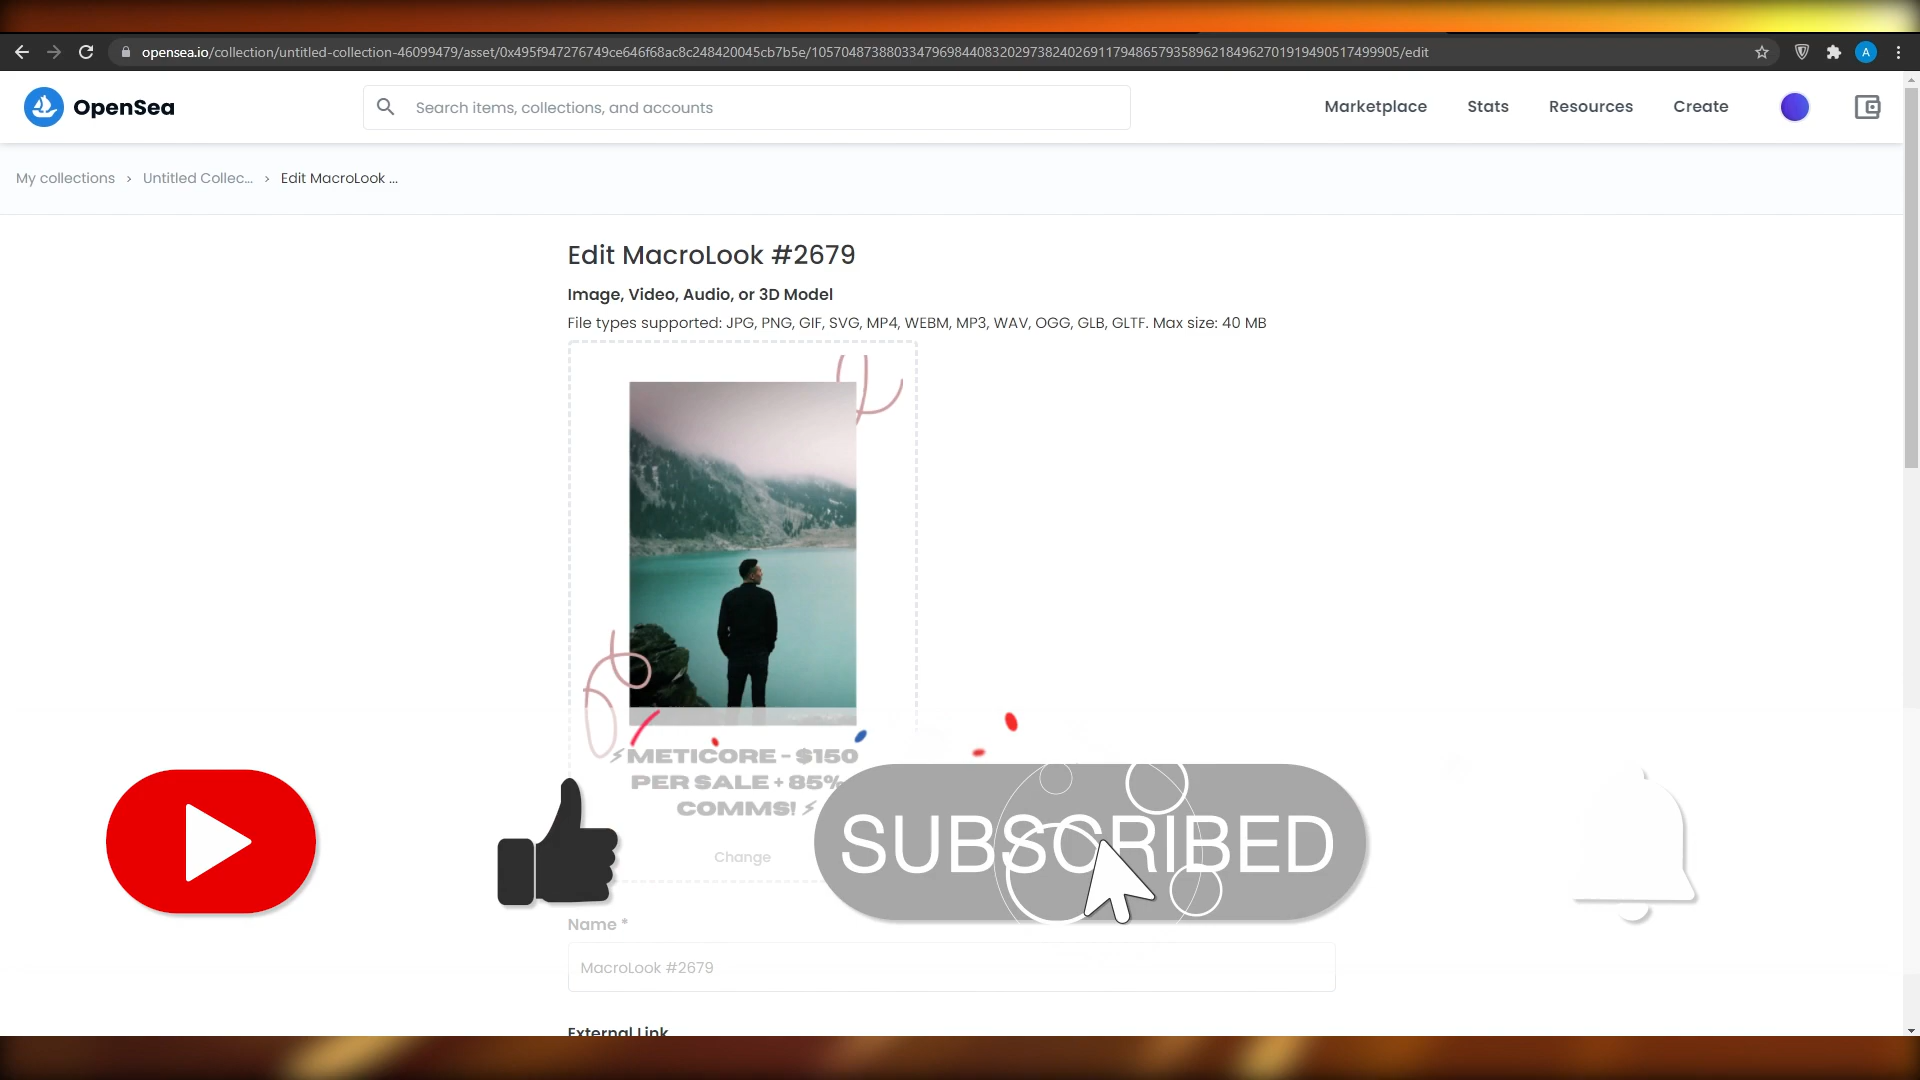 opensea.io/collection/untitled-collection-46099479/asset/0x495f947276749ce646f68ac8c248420045cb7b5e/105704873880334796984408320297382402691179486579358962184962701919490517499905/edit
A
OpenSea
Search items, collections, and accounts
Marketplace
Stats
Resources
Create
My collections > Untitled Collec... > Edit MacroLook ...
Edit MacroLook #2679
Image, Video, Audio, or 3D Model
File types supported: JPG, PNG, GIF, SVG, MP4, WEBM, MP3, WAV, OGG, GLB, GLTF. Max size: 40 MB
⚡METICORE - $150
PER SALE + 85%
COMMS! ⚡
Change
SUBSCRIBED
Name *
MacroLook #2679
External Link